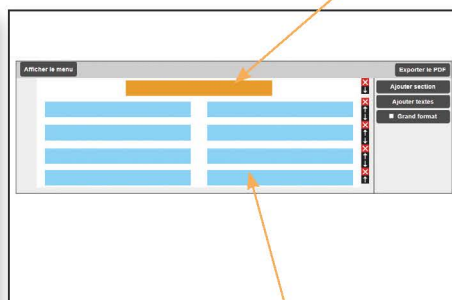 Afficher le menu
Exporter le PDF
Ajouter section
Ajouter textes
Grand format